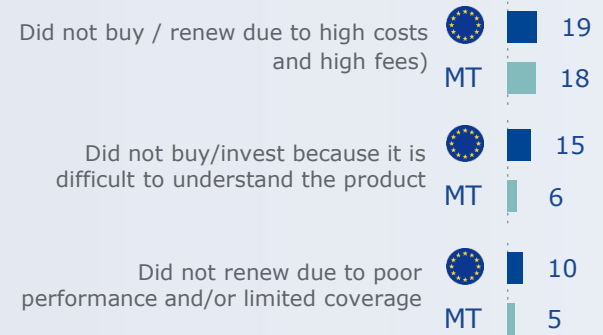 Did not buy / renew due to high costs
and high fees)
19
MT 18
Did not buy/invest because it is
difficult to understand the product
15
MT 6
Did not renew due to poor
performance and/or limited coverage
10
MT 5